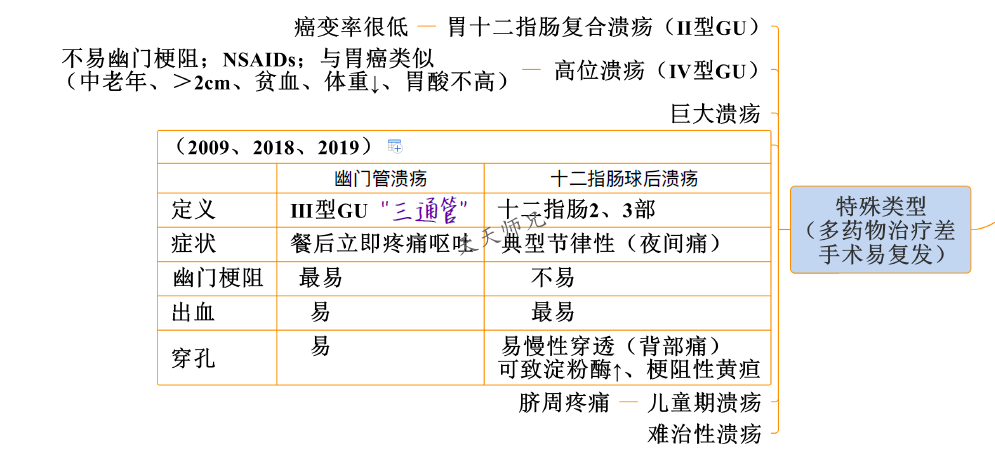 癌变率很低 — 胃十二指肠复合溃疡（II型GU）
不易幽门梗阻；NSAIDs；与胃癌类似
（中老年、＞2cm、贫血、体重↓、胃酸不高） — 高位溃疡（IV型GU）
巨大溃疡
（2009、2018、2019）
幽门管溃疡 十二指肠球后溃疡
定义 III型GU “三通管” 十二指肠2、3部
症状 餐后立即疼痛呕吐 典型节律性（夜间痛）
幽门梗阻 最易 不易
出血 易 最易
穿孔 易 易慢性穿透（背部痛）
可致淀粉酶↑、梗阻性黄疸
脐周疼痛 — 儿童期溃疡
难治性溃疡
特殊类型
（多药物治疗差
手术易复发）
天天师兄